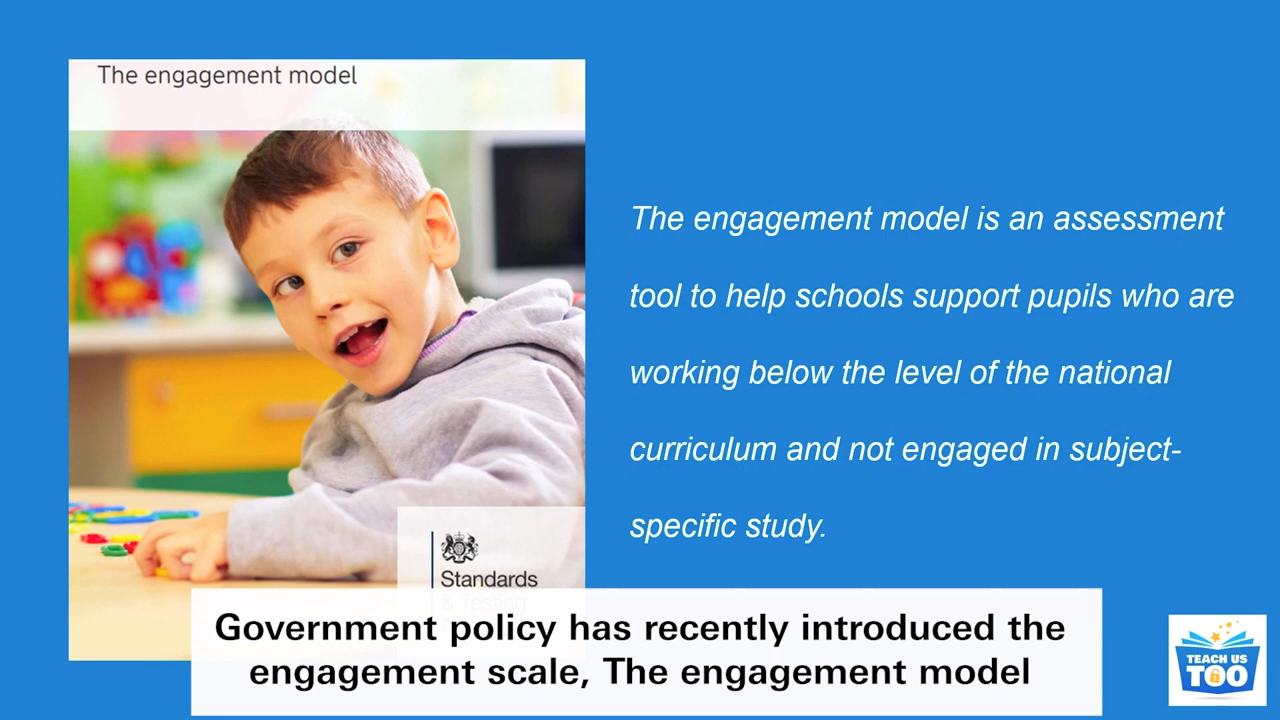 The engagement model
The engagement model is an assessment
tool to help schools support pupils who are
working below the level of the national
curriculum and not engaged in subject-
specific study.
Standards
& Testing
Government policy has recently introduced the
engagement scale, The engagement model
TEACH US
TOO